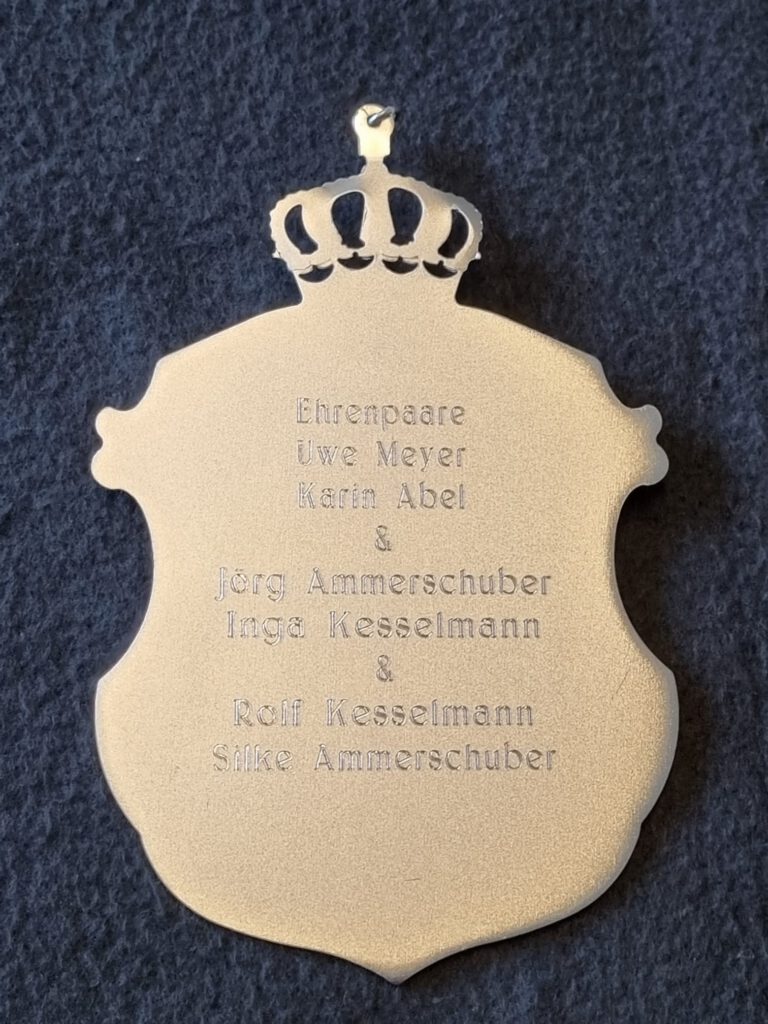 Ehrenpaare
Uwe Meyer
Karin Abel
&
Jörg Ammerschuber
Inga Kesselmann
&
Rolf Kesselmann
Silke Ammerschuber